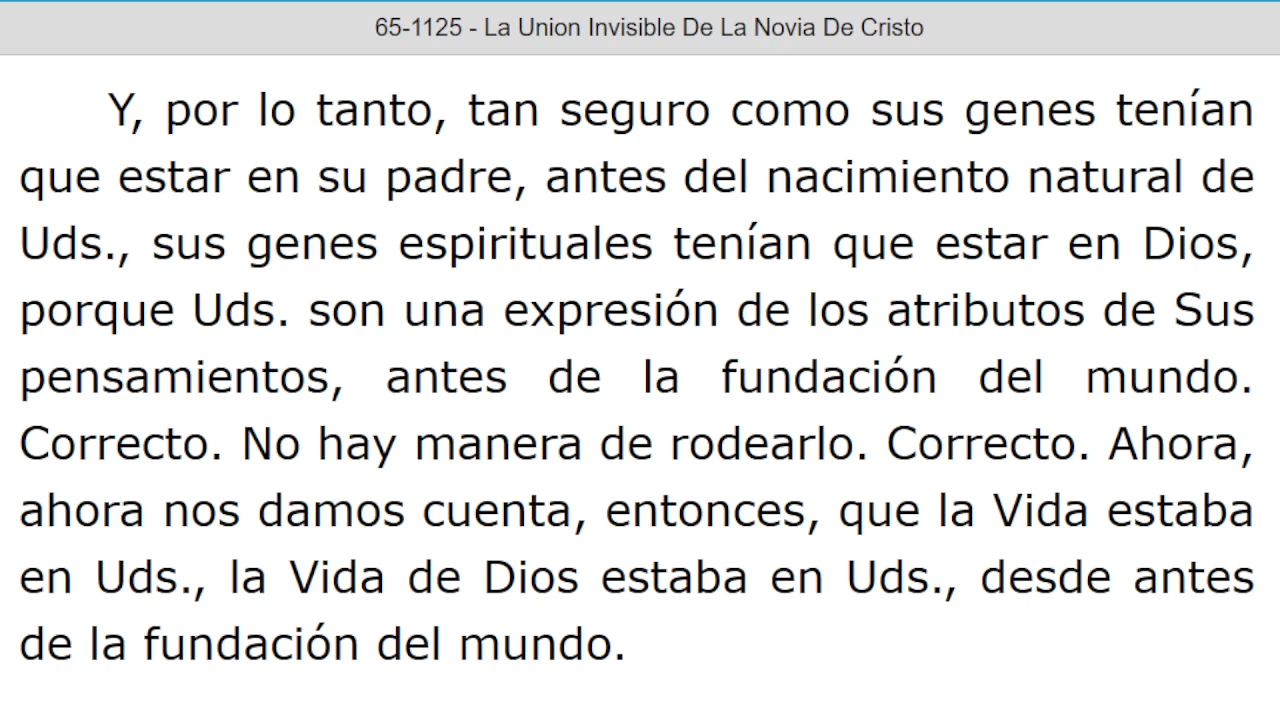 65-1125 - La Union Invisible De La Novia De Cristo
Y, por lo tanto, tan seguro como sus genes tenían
que estar en su padre, antes del nacimiento natural de
Uds., sus genes espirituales tenían que estar en Dios,
porque Uds. son una expresión de los atributos de Sus
pensamientos, antes de la fundación del mundo.
Correcto. No hay manera de rodearlo. Correcto. Ahora,
ahora nos damos cuenta, entonces, que la Vida estaba
en Uds., la Vida de Dios estaba en Uds., desde antes
de la fundación del mundo.